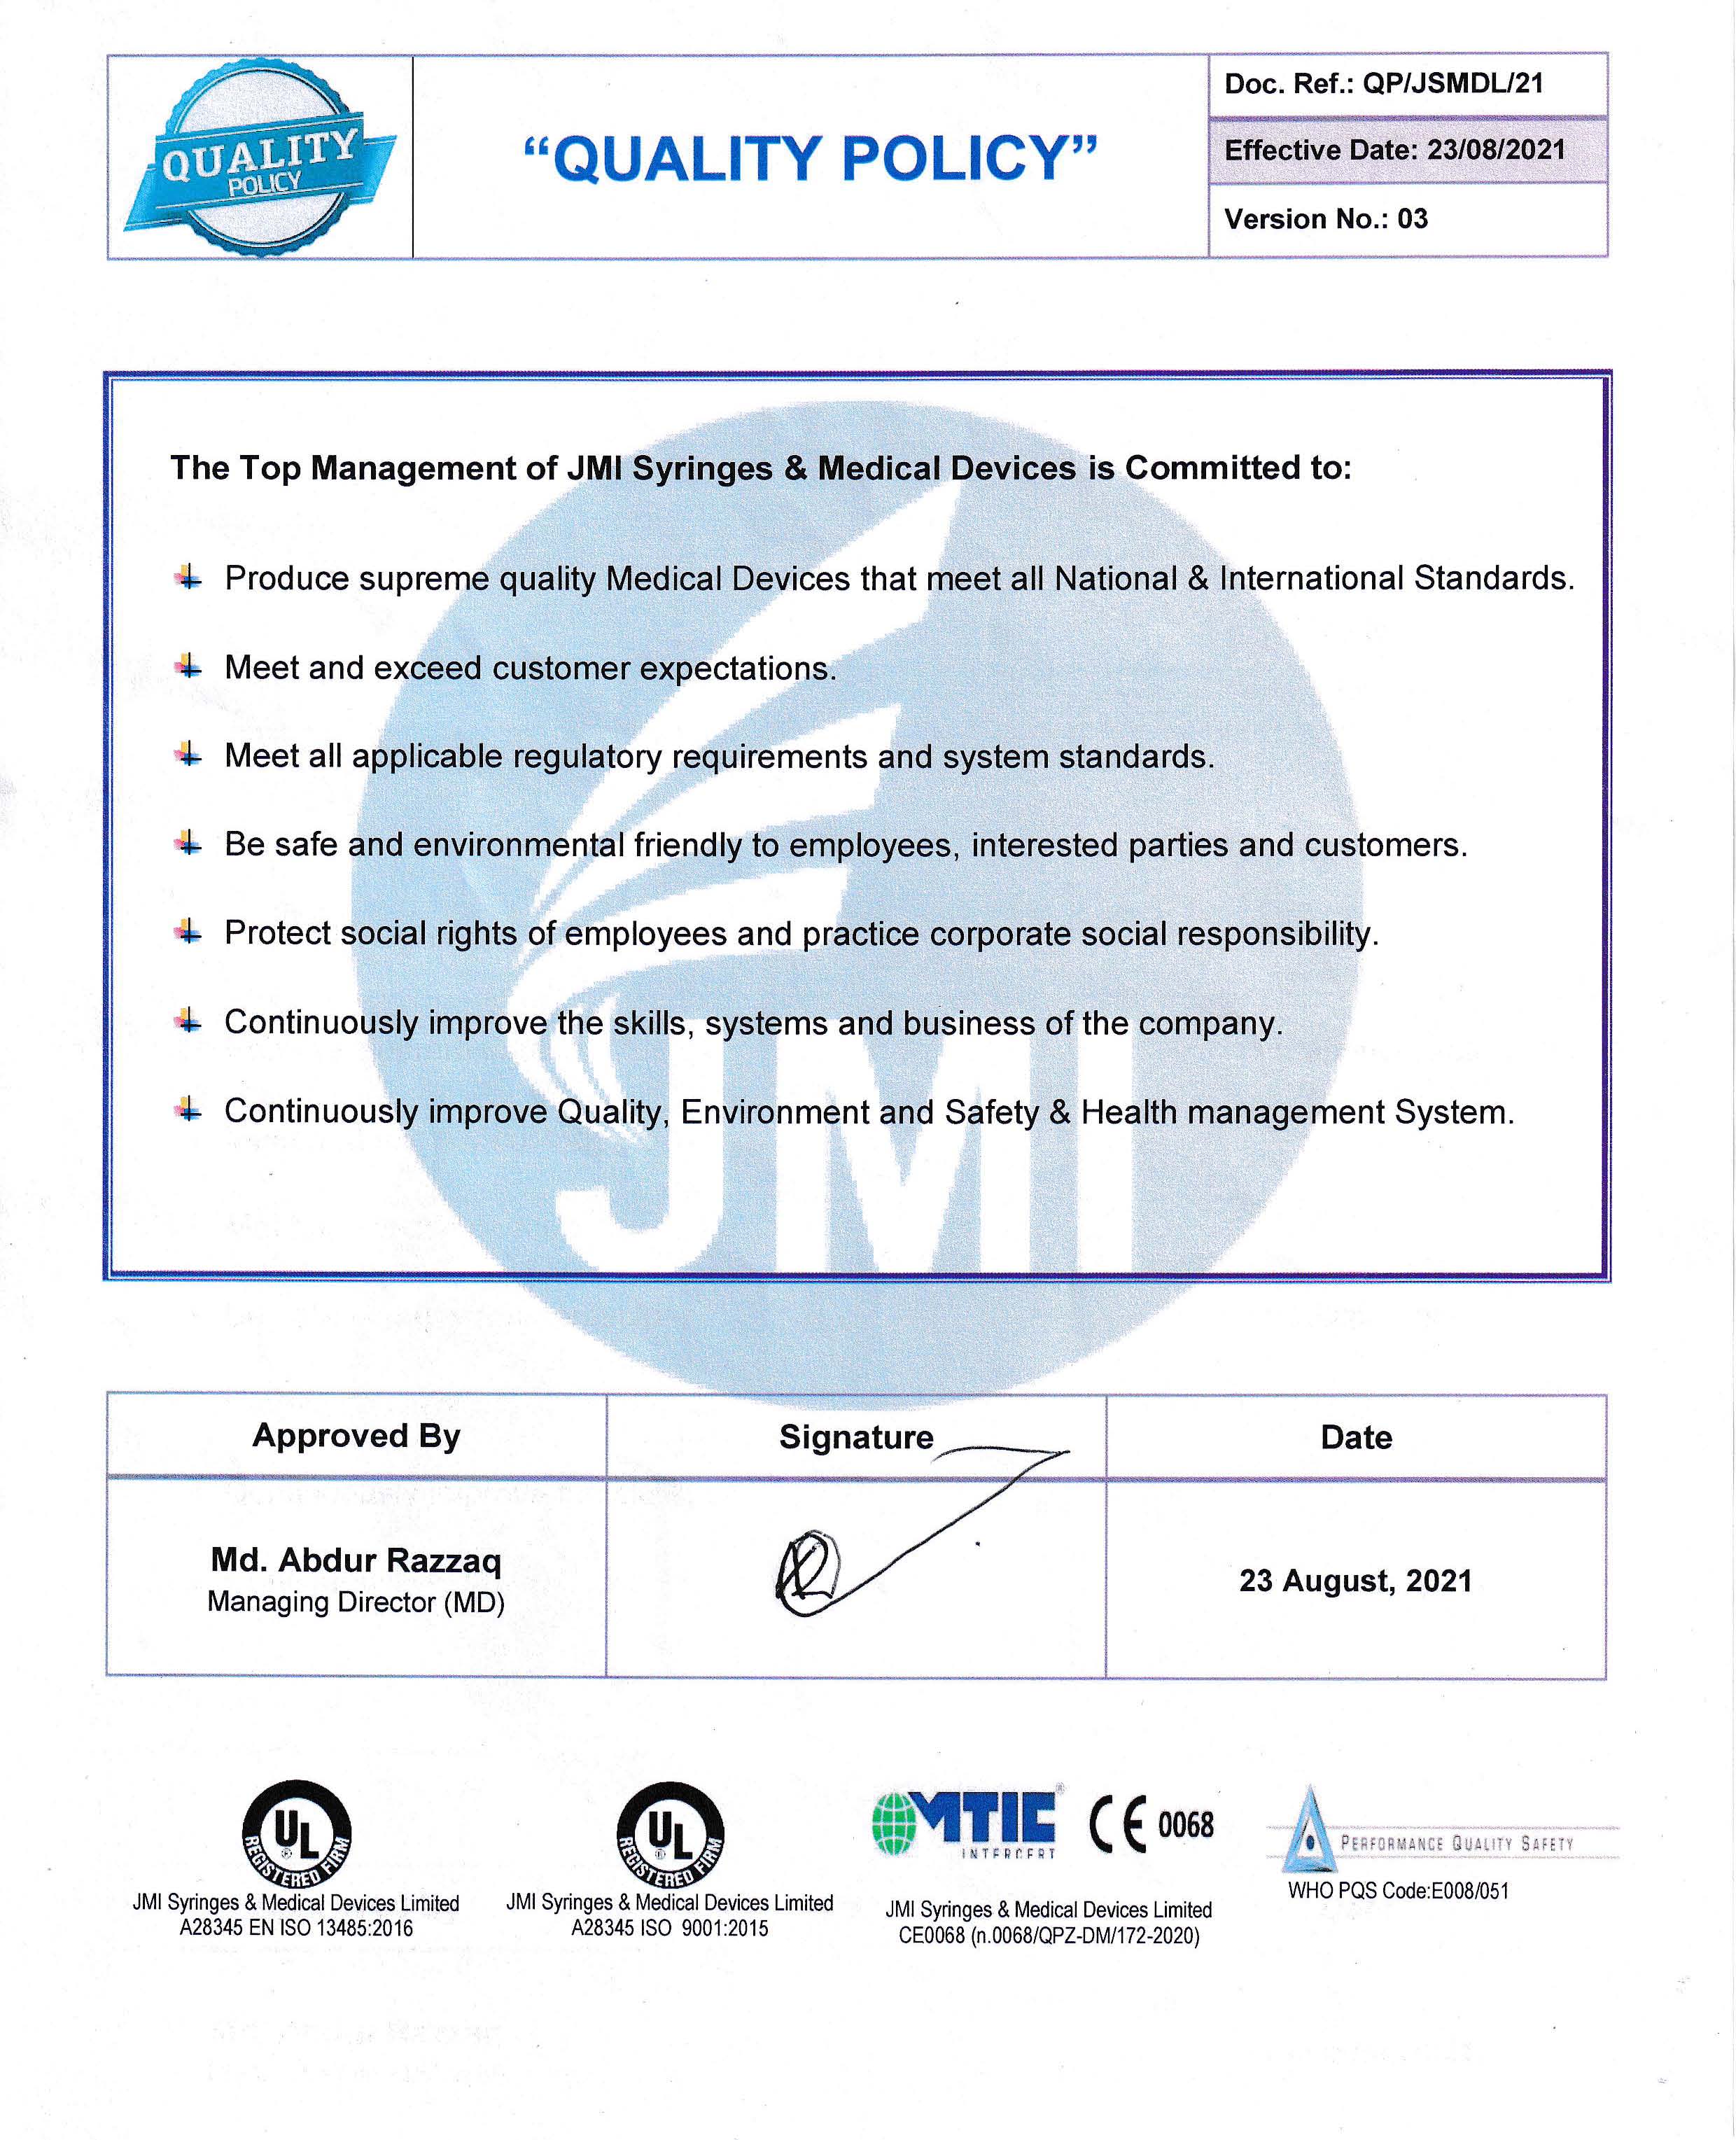 QUALITY
POLICY
“QUALITY POLICY”
Doc. Ref.: QP/JSMDL/21
Effective Date: 23/08/2021
Version No.: 03
The Top Management of JMI Syringes & Medical Devices is Committed to:
Produce supreme quality Medical Devices that meet all National & International Standards.
Meet and exceed customer expectations.
Meet all applicable regulatory requirements and system standards.
Be safe and environmental friendly to employees, interested parties and customers.
Protect social rights of employees and practice corporate social responsibility.
Continuously improve the skills, systems and business of the company.
Continuously improve Quality, Environment and Safety & Health management System.
JMI
Approved By
Signature
Date
Md. Abdur Razzaq
Managing Director (MD)
23 August, 2021
UL
®
REGISTERED FIRM
JMI Syringes & Medical Devices Limited
A28345 EN ISO 13485:2016
UL
®
REGISTERED FIRM
JMI Syringes & Medical Devices Limited
A28345 ISO 9001:2015
MTIC ®
INTERCERT
CE 0068
JMI Syringes & Medical Devices Limited
CE0068 (n.0068/QPZ-DM/172-2020)
PERFORMANCE QUALITY SAFETY
WHO PQS Code:E008/051